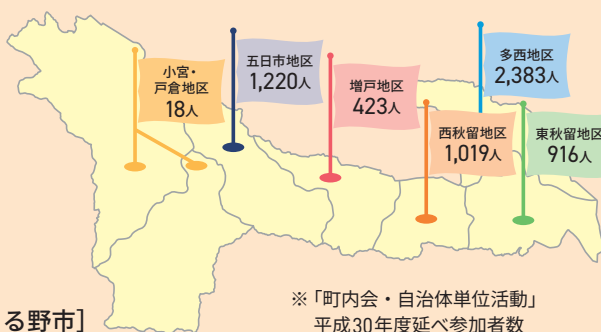 小宮・
戸倉地区
18人
五日市地区
1,220人
増戸地区
423人
多西地区
2,383人
西秋留地区
1,019人
東秋留地区
916人
※「町内会・自治体単位活動」
平成30年度延べ参加者数
る野市]